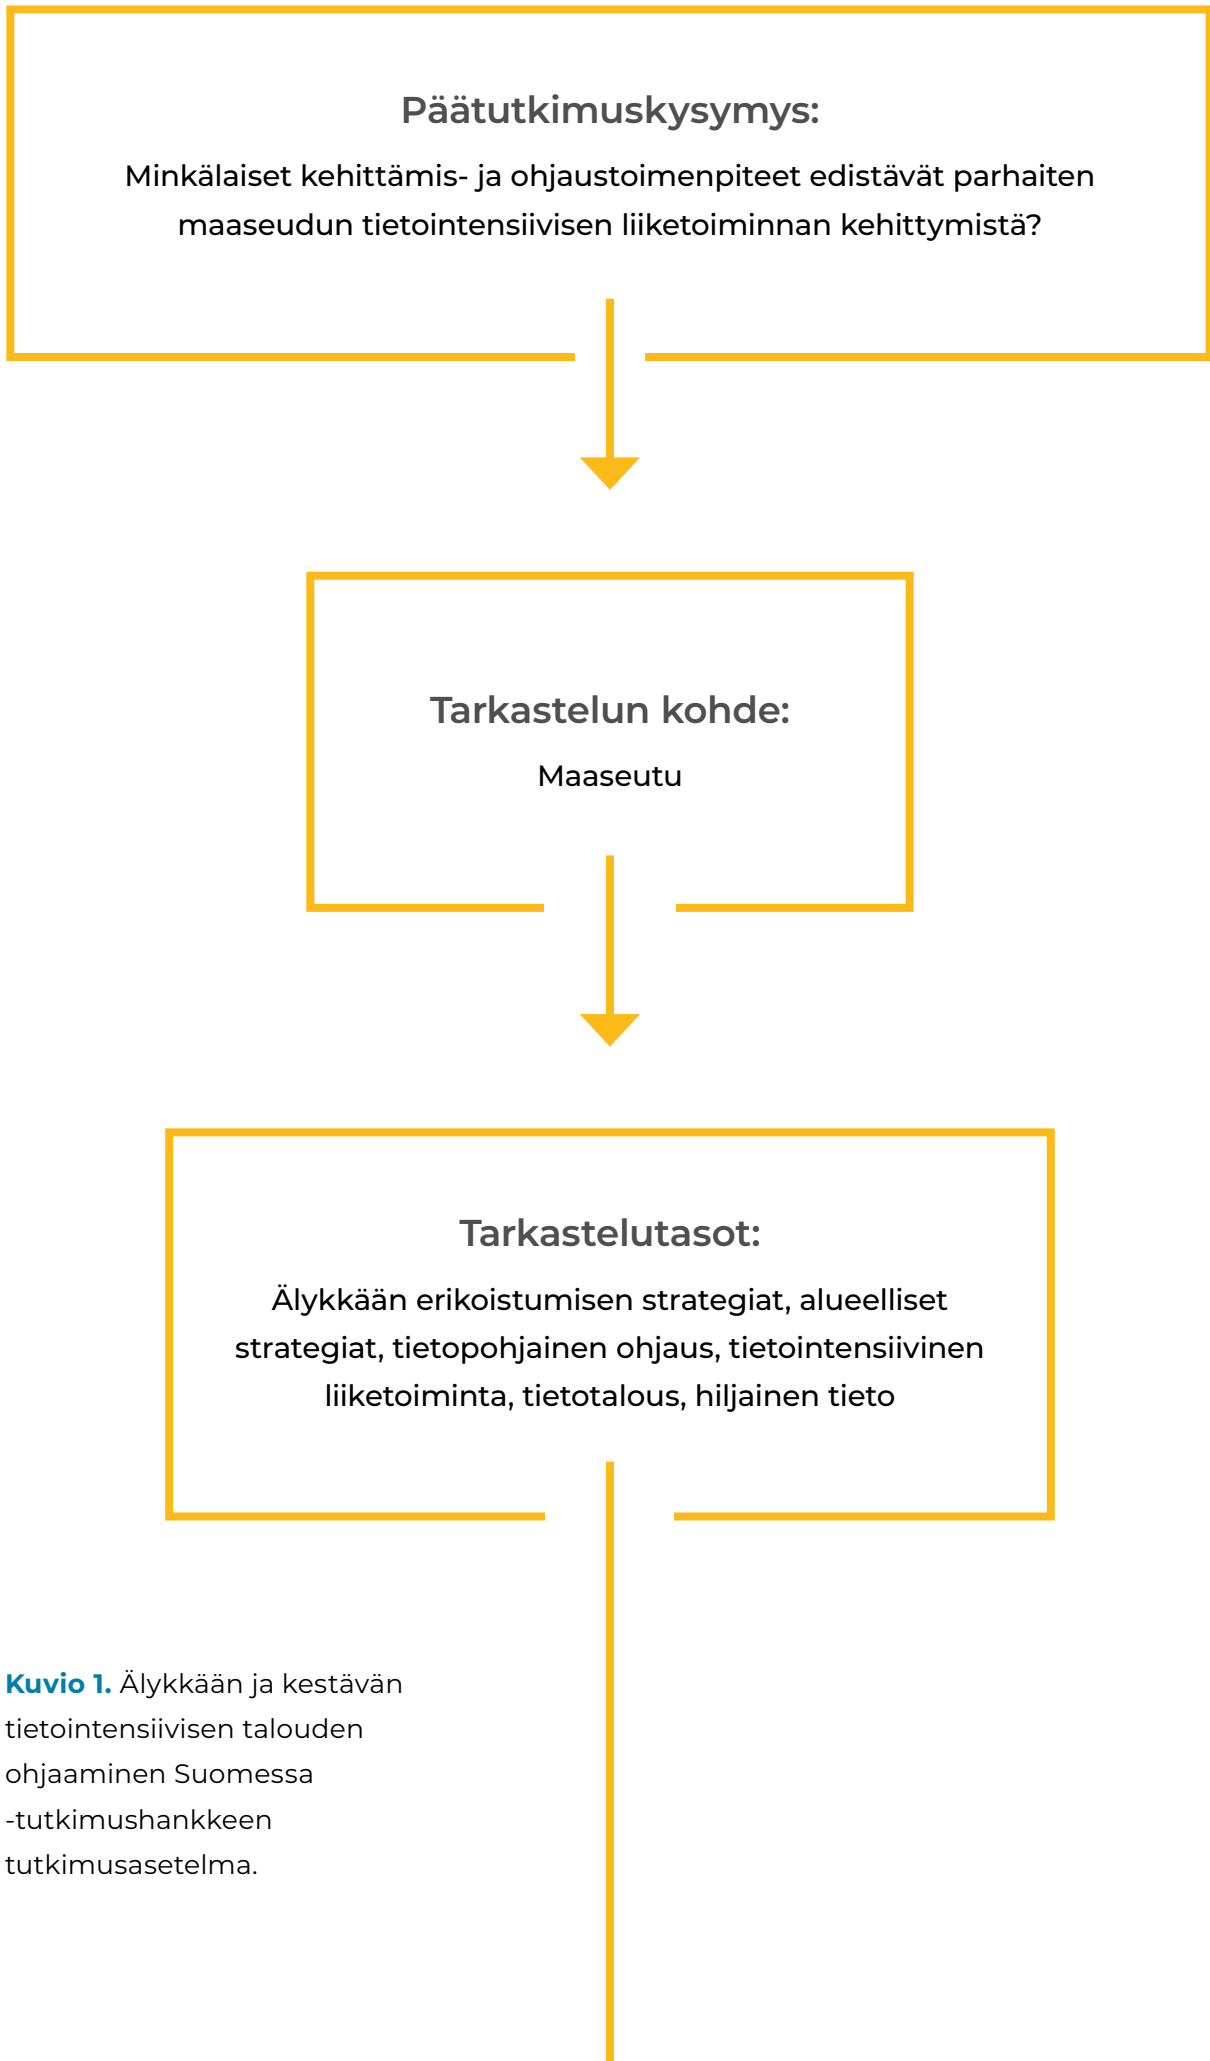 Päätutkimuskysymys:
Minkälaiset kehittämis- ja ohjaustoimenpiteet edistävät parhaiten
maaseudun tietointensiivisen liiketoiminnan kehittymistä?
Tarkastelun kohde:
Maaseutu
Tarkastelutasot:
Älykkään erikoistumisen strategiat, alueelliset
strategiat, tietopohjainen ohjaus, tietointensiivinen
liiketoiminta, tietotalous, hiljainen tieto
Kuvio 1. Älykkään ja kestävän
tietointensiivisen talouden
ohjaaminen Suomessa
-tutkimushankkeen
tutkimusasetelma.